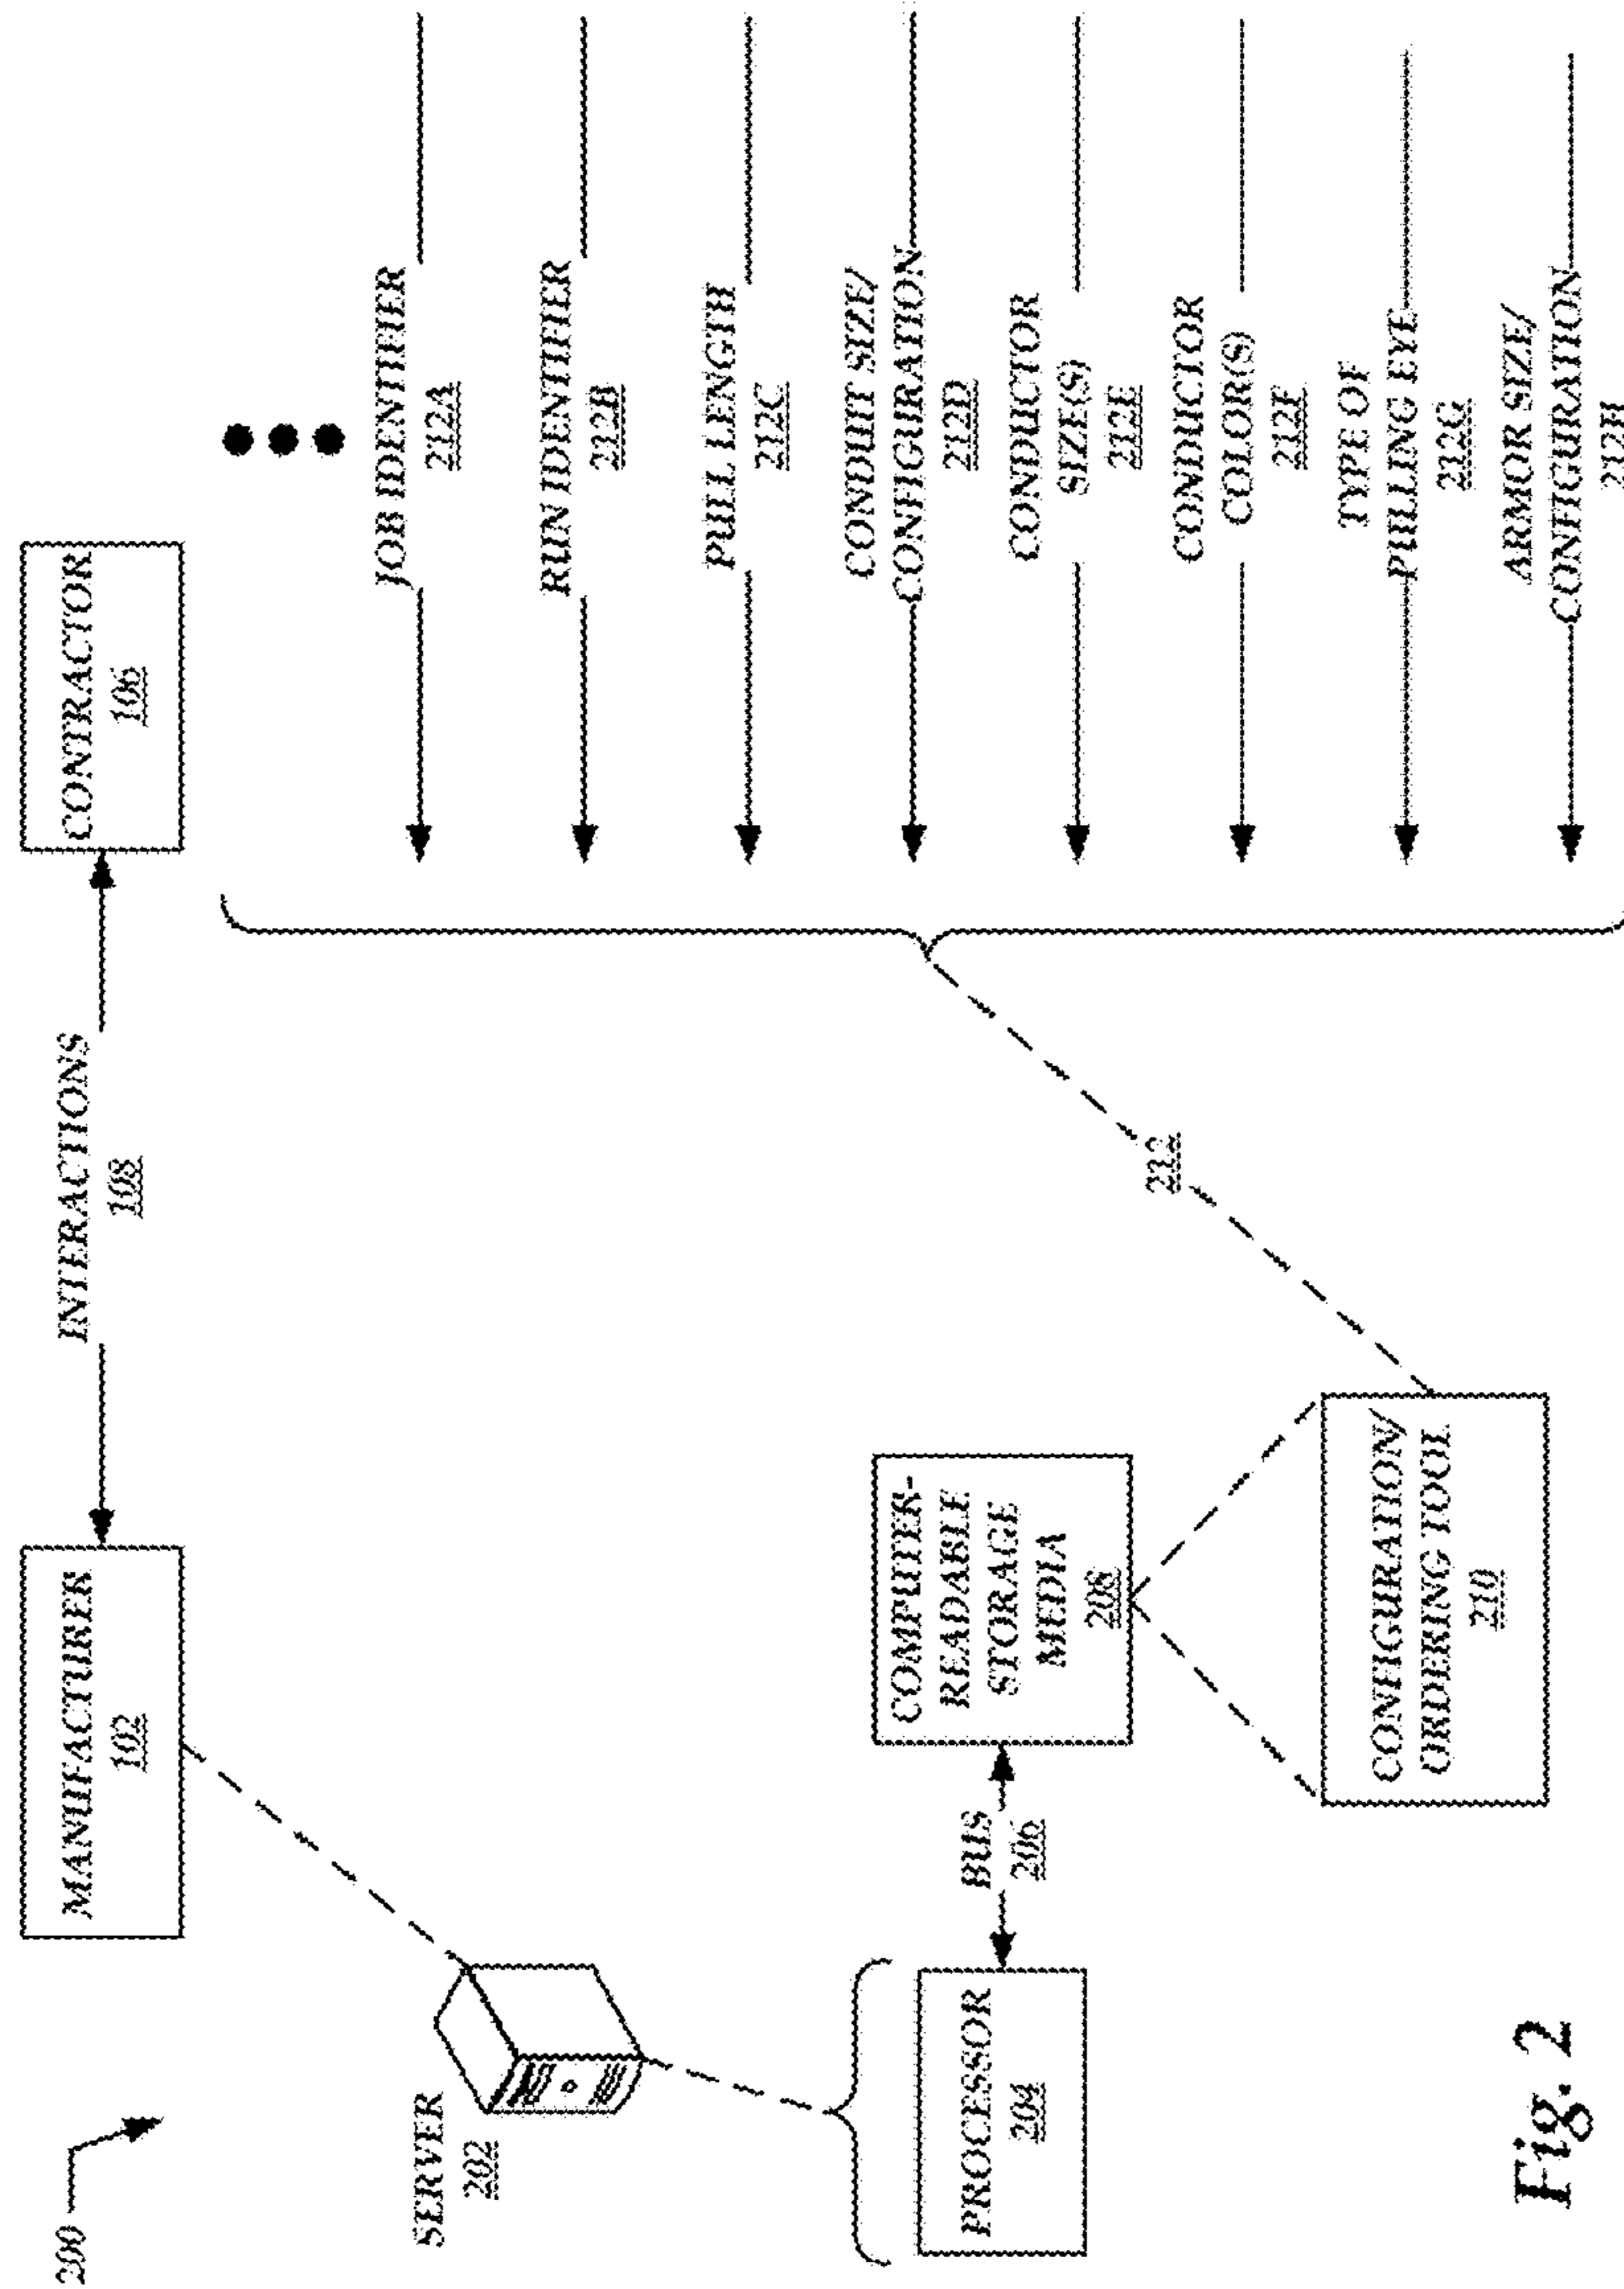 200
MANUFACTURER
102
INTERACTIONS
108
CONTRACTOR
106
SERVER
202
PROCESSOR
204
BUS
206
COMPUTER-
READABLE
STORAGE
MEDIA
208
CONFIGURATION/
ORDERING TOOL
210
212
JOB IDENTIFIER
212A
RUN IDENTIFIER
212B
PULL LENGTH
212C
CONDUIT SIZE/
CONFIGURATION
212D
CONDUCTOR
SIZE(S)
212E
CONDUCTOR
COLOR(S)
212F
TYPE OF
PULLING EYE
212G
ARMOR SIZE/
CONFIGURATION
212H
Fig. 2